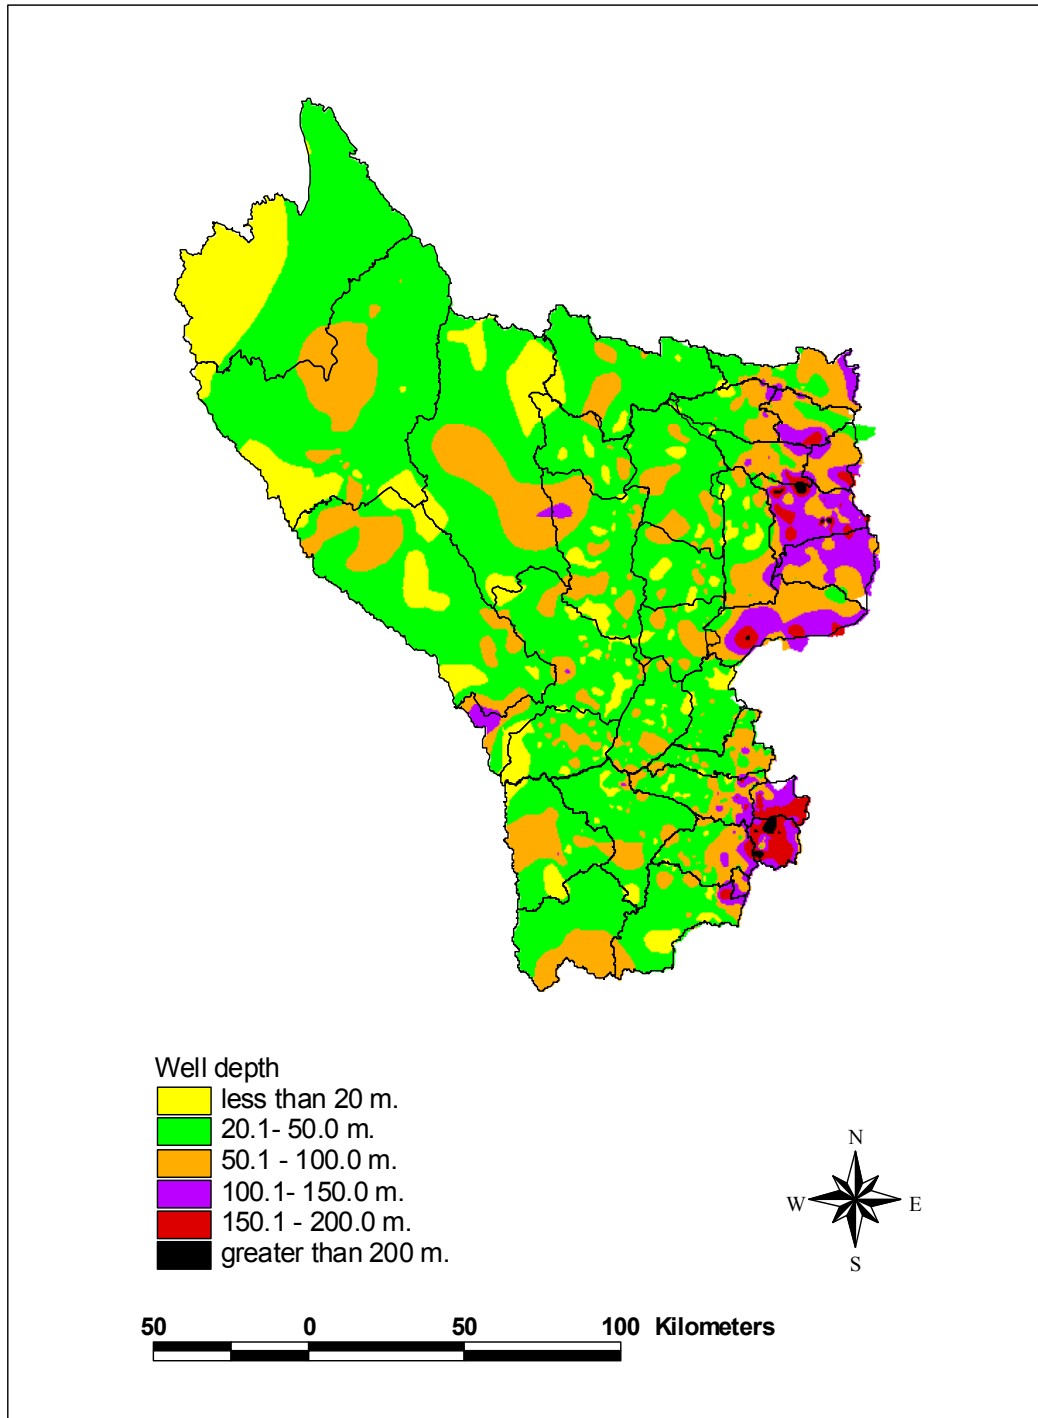 Well depth
less than 20 m.
20.1- 50.0 m.
50.1 - 100.0 m.
100.1- 150.0 m.
150.1 - 200.0 m.
greater than 200 m.
N
W E
S
50 0 50 100 Kilometers